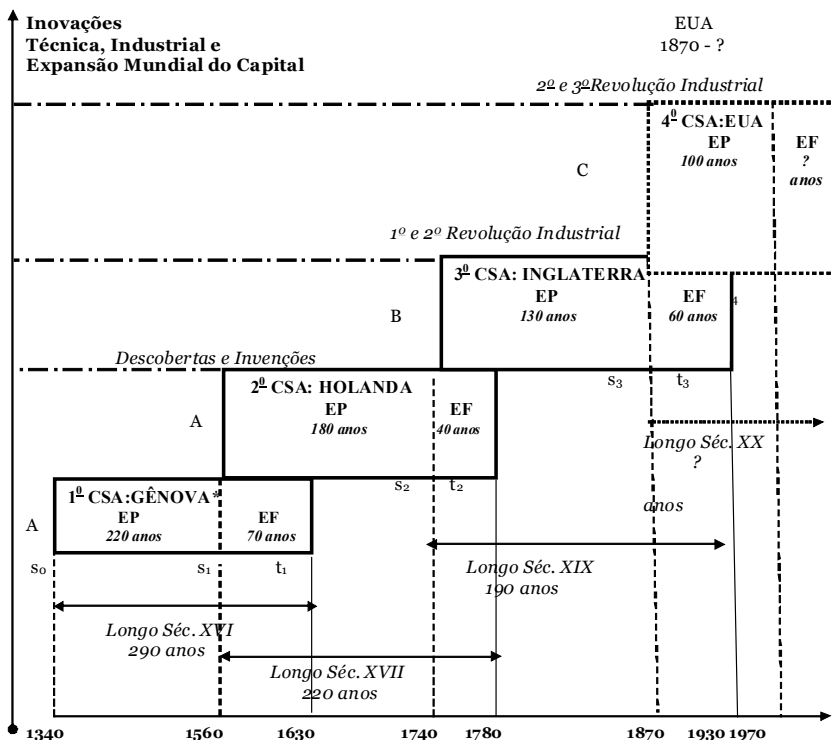 Inovações
Técnica, Industrial e
Expansão Mundial do Capital
EUA
1870 - ?
2º e 3ºRevolução Industrial
4º CSA:EUA
EP
100 anos
EF
?
anos
C
1º e 2º Revolução Industrial
3º CSA: INGLATERRA
EP
130 anos
EF
60 anos
4
B
s3
t3
Descobertas e Invenções
2º CSA: HOLANDA
EP
180 anos
EF
40 anos
A
s2
t2
Longo Séc. XX
?
anos
1º CSA:GÊNOVA*
EP
220 anos
EF
70 anos
A
s0
s1
t1
Longo Séc. XIX
190 anos
Longo Séc. XVI
290 anos
Longo Séc. XVII
220 anos
1340 1560 1630 1740 1780 1870 1930 1970